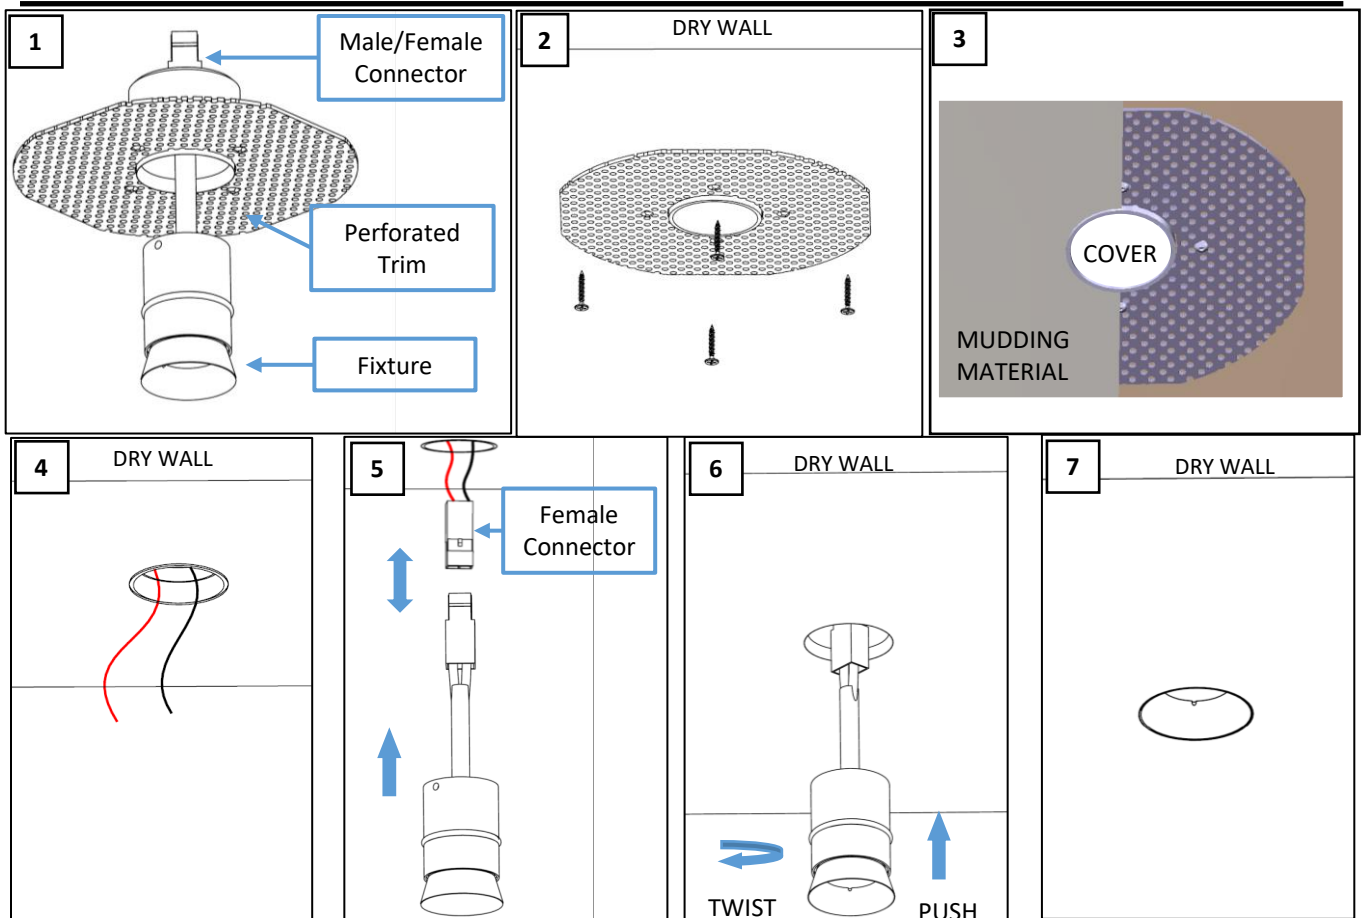 1
Male/Female
Connector
Perforated
Trim
Fixture
2
DRY WALL
3
COVER
MUDDING
MATERIAL
4
DRY WALL
5
Female
Connector
6
DRY WALL
TWIST
PUSH
7
DRY WALL